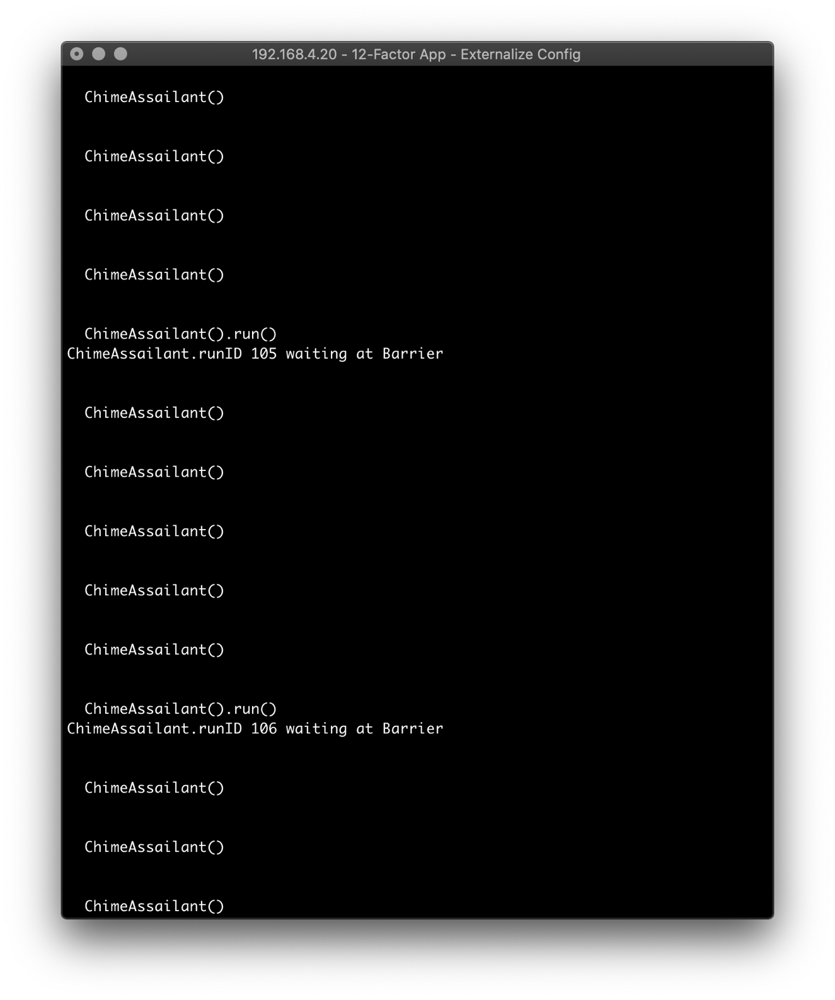 192.168.4.20 - 12-Factor App - Externalize Config
ChimeAssailant()
ChimeAssailant()
ChimeAssailant()
ChimeAssailant()
ChimeAssailant().run()
ChimeAssailant.runID 105 waiting at Barrier
ChimeAssailant()
ChimeAssailant()
ChimeAssailant()
ChimeAssailant()
ChimeAssailant()
ChimeAssailant().run()
ChimeAssailant.runID 106 waiting at Barrier
ChimeAssailant()
ChimeAssailant()
ChimeAssailant()